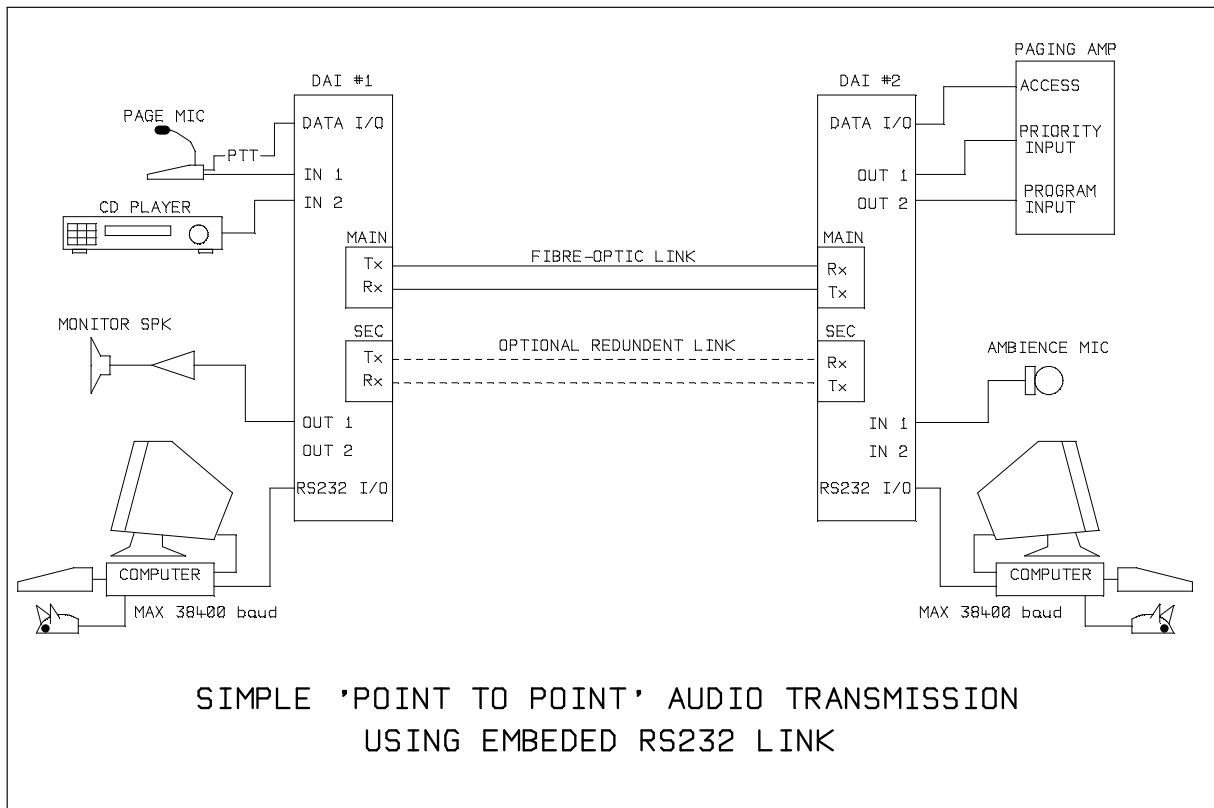 PAGING AMP
DAI #1
DAI #2
ACCESS
PAGE MIC
DATA I/O
DATA I/O
PRIORITY
INPUT
PTT
IN 1
OUT 1
CD PLAYER
IN 2
OUT 2
PROGRAM
INPUT
MAIN
MAIN
FIBRE-OPTIC LINK
Tx
Rx
Rx
Tx
MONITOR SPK
SEC
SEC
OPTIONAL REDUNDENT LINK
AMBIENCE MIC
Tx
Rx
Rx
Tx
OUT 1
IN 1
OUT 2
IN 2
RS232 I/O
RS232 I/O
COMPUTER
COMPUTER
MAX 38400 baud
MAX 38400 baud
SIMPLE 'POINT TO POINT' AUDIO TRANSMISSION
USING EMBEDED RS232 LINK